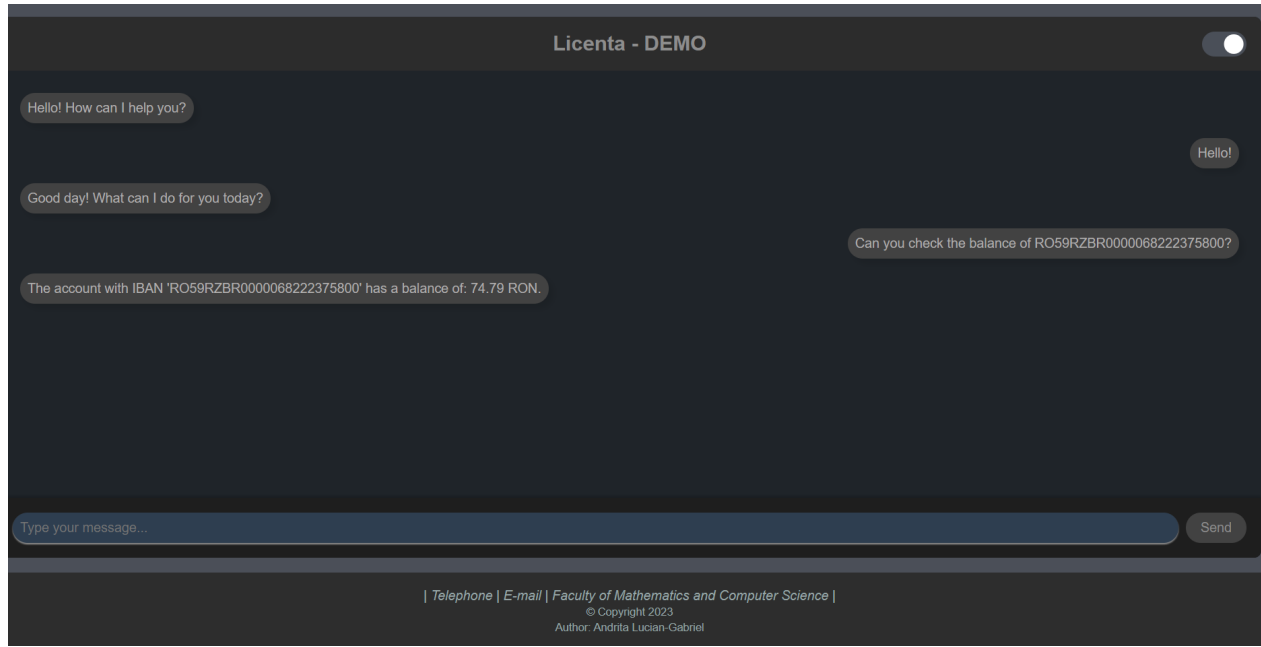 Licenta - DEMO
Hello! How can I help you?
Hello!
Good day! What can I do for you today?
Can you check the balance of RO59RZBR0000068222375800?
The account with IBAN 'RO59RZBR0000068222375800' has a balance of: 74.79 RON.
Type your message...
Send
| Telephone | E-mail | Faculty of Mathematics and Computer Science |
© Copyright 2023
Author: Andrita Lucian-Gabriel